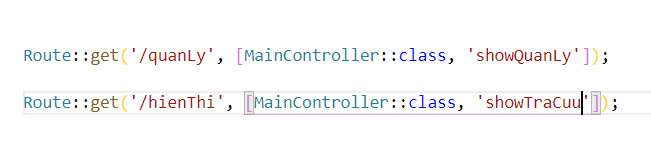 Route::get('/quanLy', [MainController::class, 'showQuanLy']);
Route::get('/hienThi', [MainController::class, 'showTraCuu']);